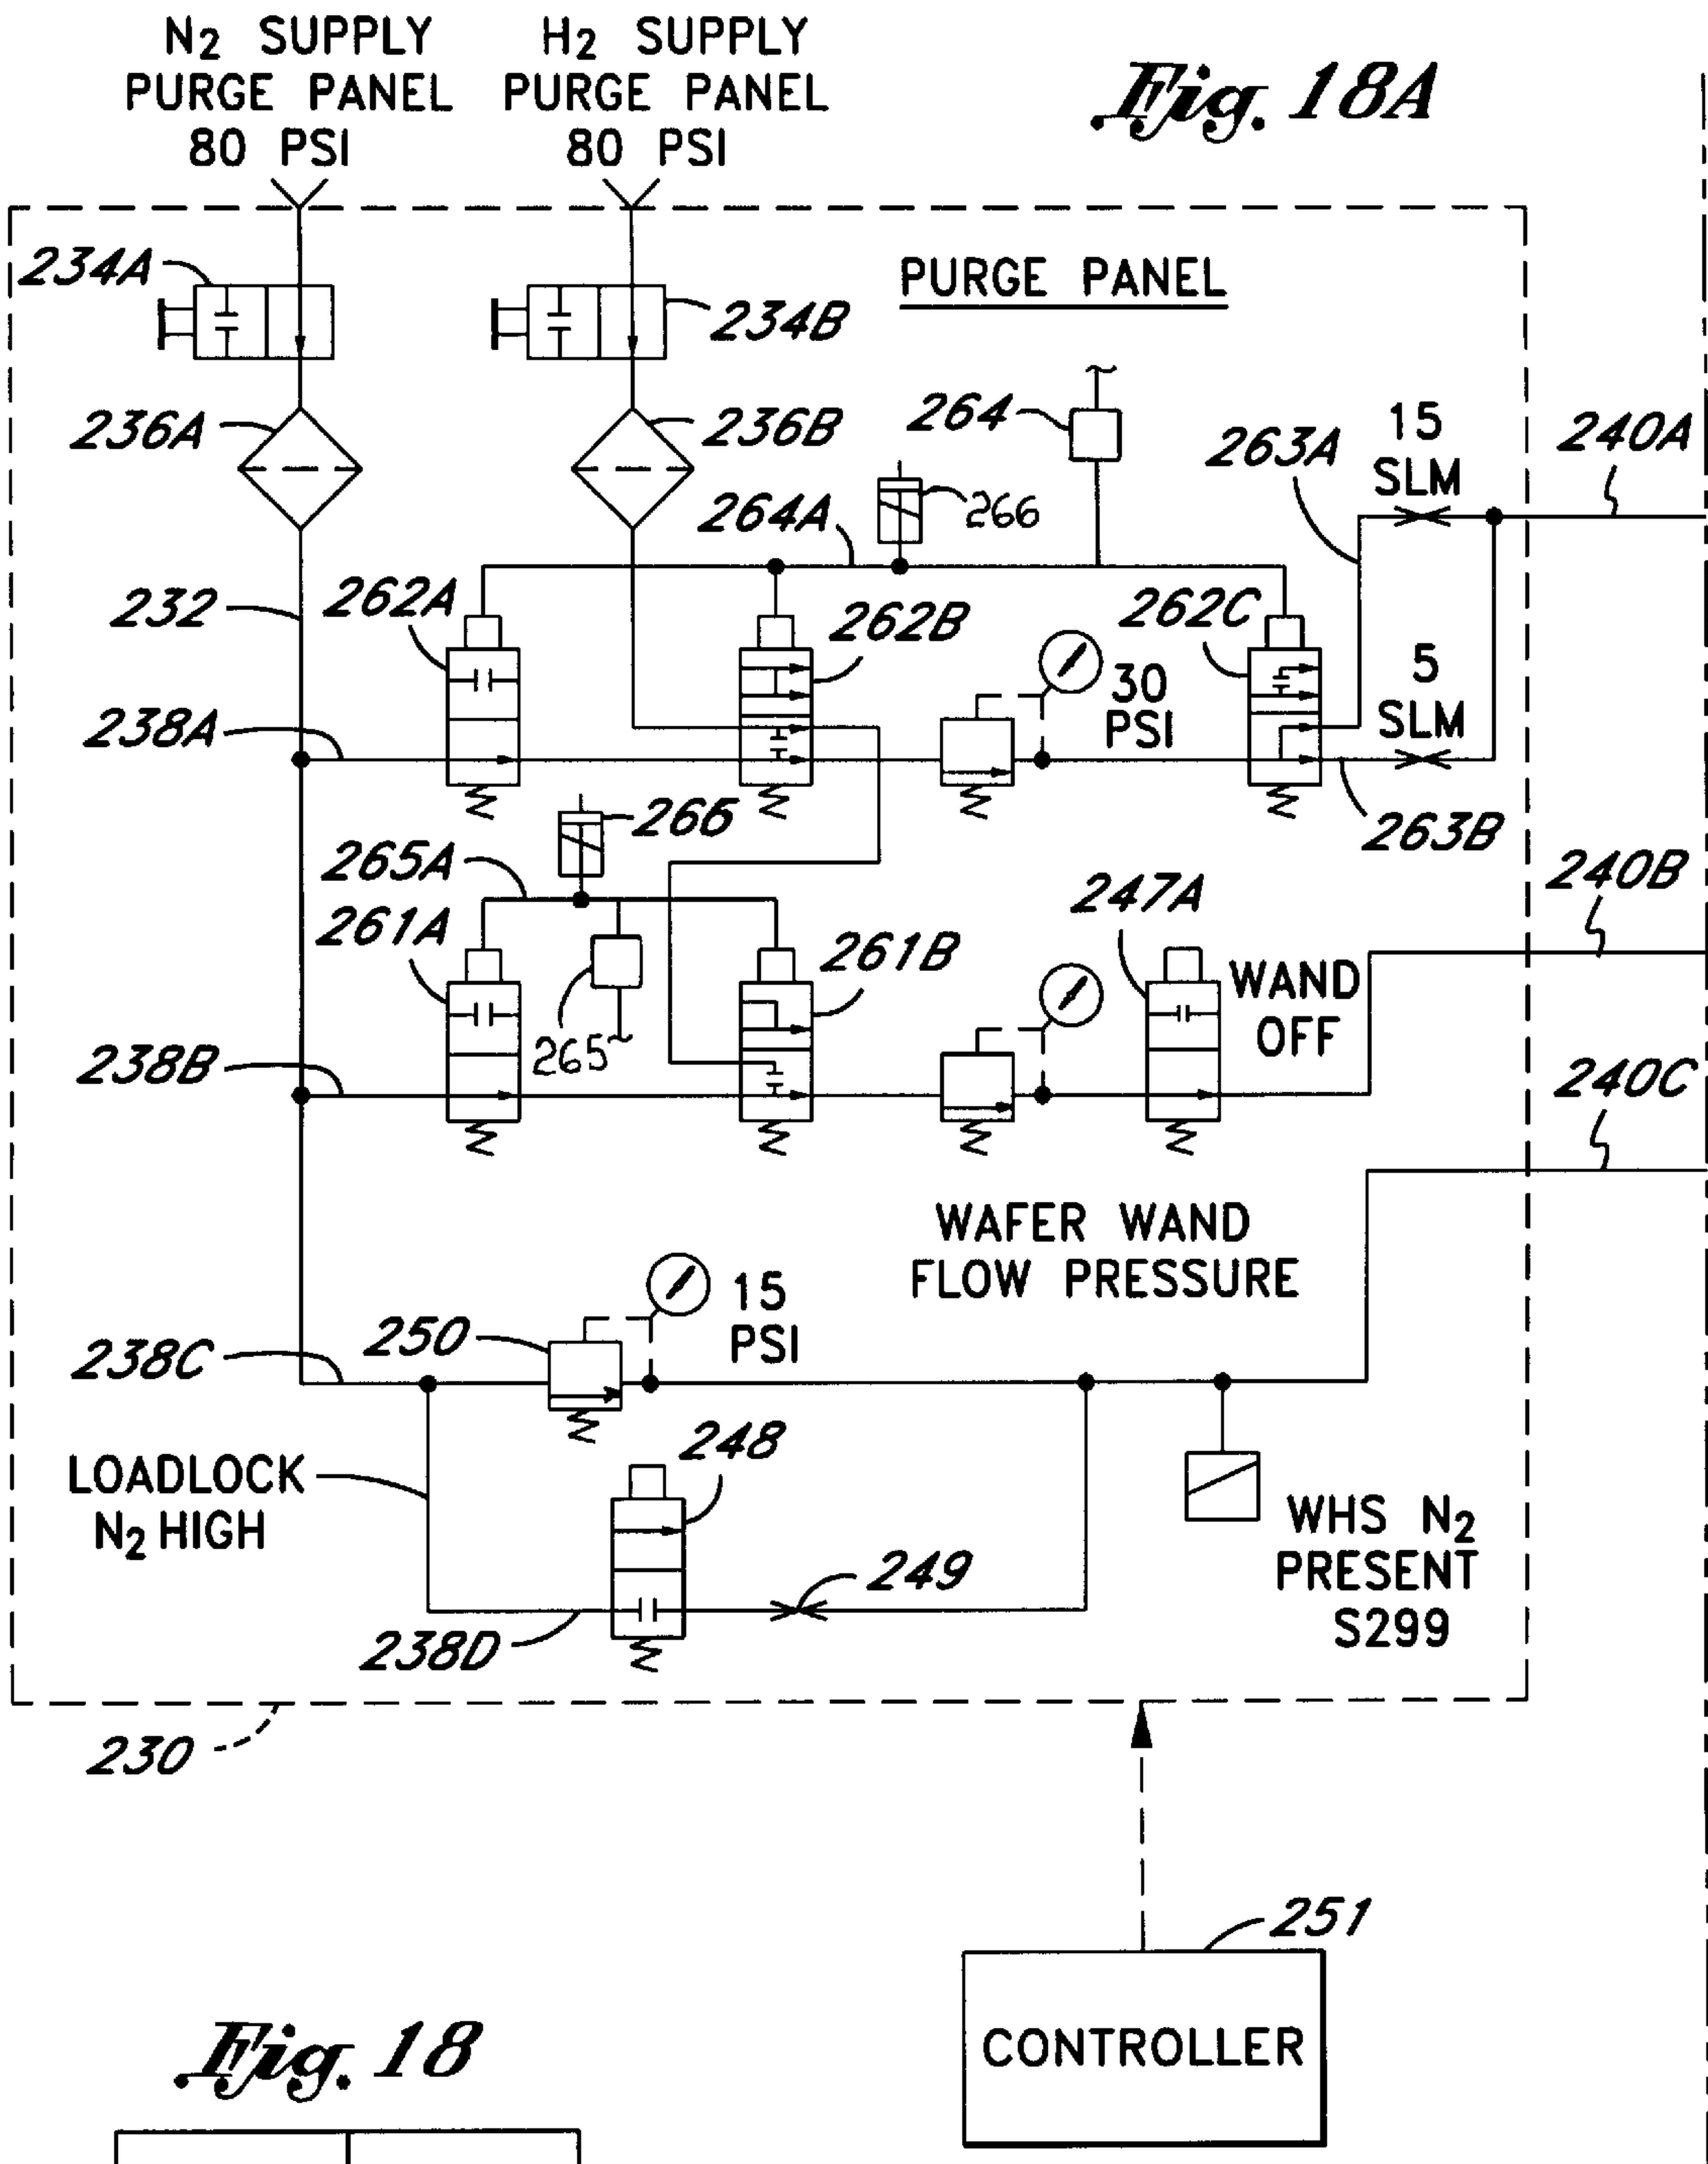 N2 SUPPLY
PURGE PANEL
80 PSI
H2 SUPPLY
PURGE PANEL
80 PSI
Fig. 18A
PURGE PANEL
234A
234B
236A
236B
264
266
264A
263A
15
SLM
240A
232
262A
262B
262C
30
PSI
5
SLM
238A
263B
266
265A
261A
265
261B
247A
WAND
OFF
240B
238B
240C
WAFER WAND
FLOW PRESSURE
15
PSI
250
238C
248
LOADLOCK
N2 HIGH
249
238D
WHS N2
PRESENT
S299
230
251
CONTROLLER
Fig. 18